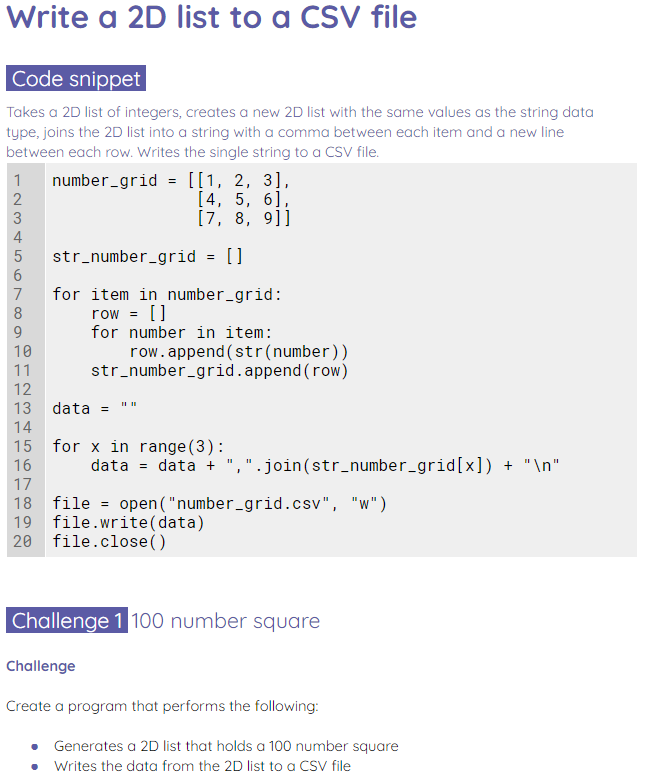 Write a 2D list to a CSV file
Code snippet
Takes a 2D list of integers, creates a new 2D list with the same values as the string data
type, joins the 2D list into a string with a comma between each item and a new line
between each row. Writes the single string to a CSV file.
1 number_grid = [[1, 2, 3],
2                [4, 5, 6],
3                [7, 8, 9]]
4
5 str_number_grid = []
6
7 for item in number_grid:
8     row = []
9     for number in item:
10         row.append(str(number))
11     str_number_grid.append(row)
12
13 data = ""
14
15 for x in range(3):
16     data = data + ",".join(str_number_grid[x]) + "\n"
17
18 file = open("number_grid.csv", "w")
19 file.write(data)
20 file.close()
Challenge 1 100 number square
Challenge
Create a program that performs the following:
● Generates a 2D list that holds a 100 number square
● Writes the data from the 2D list to a CSV file